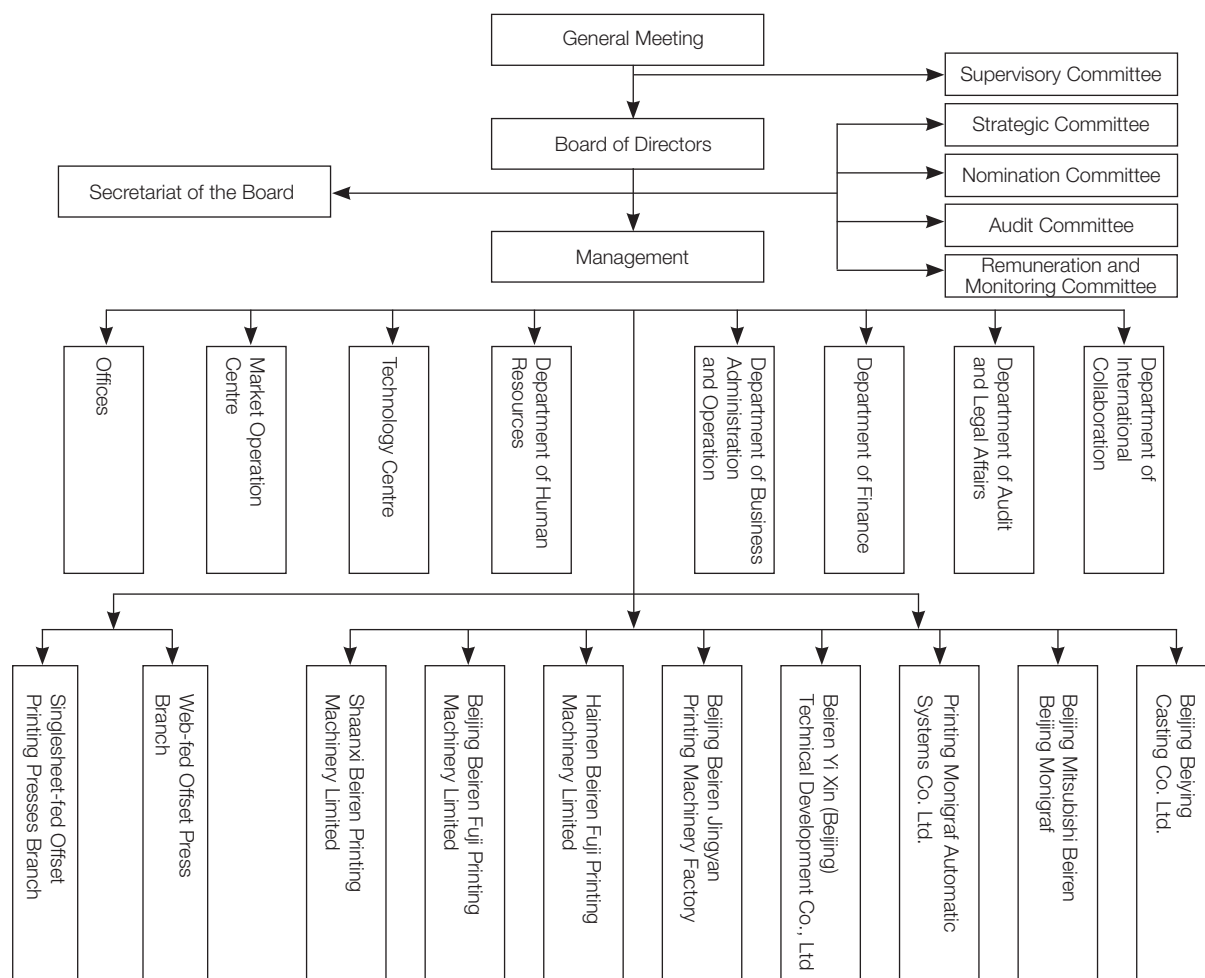 General Meeting
Supervisory Committee
Strategic Committee
Board of Directors
Nomination Committee
Secretariat of the Board
Audit Committee
Management
Remuneration and
Monitoring Committee
Offices
Market Operation
Centre
Technology Centre
Department of Human
Resources
Department of Business
Administration
and Operation
Department of Finance
Department of Audit
and Legal Affairs
Department of
International
Collaboration
Singlesheet-fed Offset
Printing Presses Branch
Web-fed Offset Press
Branch
Shaanxi Beiren Printing
Machinery Limited
Beijing Beiren Fuji Printing
Machinery Limited
Haimen Beiren Fuji Printing
Machinery Limited
Beijing Beiren Jingyan
Printing Machinery Factory
Beiren Yi Xin (Beijing)
Technical Development Co., Ltd
Printing Monigraf Automatic
Systems Co. Ltd.
Beijing Mitsubishi Beiren
Beijing Monigraf
Beijing Beiying
Casting Co. Ltd.